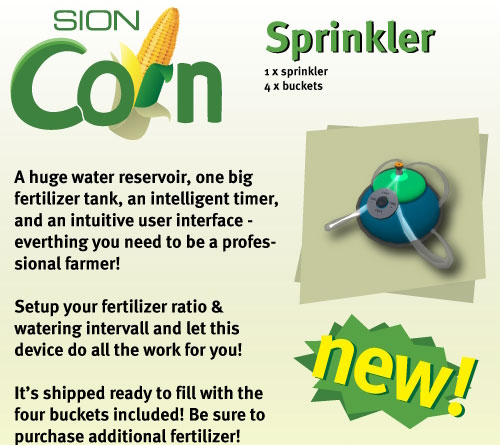 SION
Corn
Sprinkler
1 x sprinkler
4 x buckets
A huge water reservoir, one big
fertilizer tank, an intelligent timer,
and an intuitive user interface -
everthing you need to be a profes-
sional farmer!
Setup your fertilizer ratio &
watering intervall and let this
device do all the work for you!
It's shipped ready to fill with the
four buckets included! Be sure to
purchase additional fertilizer!
new!